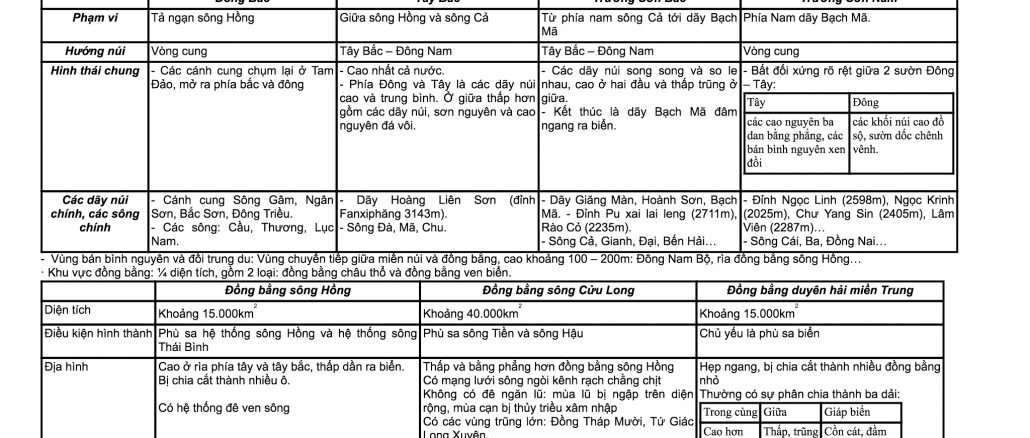 Đông Bắc Tây Bắc Trường Sơn Bắc Trường Sơn Nam
Phạm vi
Tả ngạn sông Hồng
Giữa sông Hồng và sông Cả
Từ phía nam sông Cả tới dãy Bạch
Mã
Phía Nam dãy Bạch Mã.
Hướng núi
Vòng cung
Tây Bắc – Đông Nam
Tây Bắc – Đông Nam
Vòng cung
Hình thái chung
- Các cánh cung chụm lại ở Tam
Đảo, mở ra phía bắc và đông
- Cao nhất cả nước.
- Phía Đông và Tây là các dãy núi
cao và trung bình. Ở giữa thấp hơn
gồm các dãy núi, sơn nguyên và cao
nguyên đá vôi.
- Các dãy núi song song và so le
nhau, cao ở hai đầu và thấp trũng ở
giữa.
- Kết thúc là dãy Bạch Mã đâm
ngang ra biển.
- Bất đối xứng rõ rệt giữa 2 sườn Đông
– Tây:
Tây
Đông
các cao nguyên ba
dan bằng phẳng, các
bán bình nguyên xen
đồi
các khối núi cao đồ
sộ, sườn dốc chênh
vênh.
Các dãy núi
chính, các sông
chính
- Cánh cung Sông Gâm, Ngân
Sơn, Bắc Sơn, Đông Triều.
- Các sông: Cầu, Thương, Lục
Nam.
- Dãy Hoàng Liên Sơn (đỉnh
Fanxiphăng 3143m).
- Sông Đà, Mã, Chu.
- Dãy Giăng Màn, Hoành Sơn, Bạch
Mã. - Đỉnh Pu xai lai leng (2711m),
Rào Cỏ (2235m).
- Sông Cả, Gianh, Đại, Bến Hải…
- Đỉnh Ngọc Linh (2598m), Ngọc Krinh
(2025m), Chư Yang Sin (2405m), Lâm
Viên (2287m)…
- Sông Cái, Ba, Đồng Nai…
- Vùng bán bình nguyên và đồi trung du: Vùng chuyển tiếp giữa miền núi và đồng bằng, cao khoảng 100 – 200m: Đông Nam Bộ, rìa đồng bằng sông Hồng…
· Khu vực đồng bằng: ¼ diện tích, gồm 2 loại: đồng bằng châu thổ và đồng bằng ven biển.
Đồng bằng sông Hồng
Đồng bằng sông Cửu Long
Đồng bằng duyên hải miền Trung
Diện tích
Khoảng 15.000km²
Khoảng 40.000km²
Khoảng 15.000km²
Điều kiện hình thành
Phù sa hệ thống sông Hồng và hệ thống sông
Thái Bình
Phù sa sông Tiền và sông Hậu
Chủ yếu là phù sa biển
Địa hình
Cao ở rìa phía tây và tây bắc, thấp dần ra biển.
Bị chia cắt thành nhiều ô.
Có hệ thống đê ven sông
Thấp và bằng phẳng hơn đồng bằng sông Hồng
Có mạng lưới sông ngòi kênh rạch chằng chịt
Không có đê ngăn lũ: mùa lũ bị ngập trên diện
rộng, mùa cạn bị thủy triều xâm nhập
Có các vùng trũng lớn: Đồng Tháp Mười, Tứ Giác
Long Xuyên…
Hẹp ngang, bị chia cắt thành nhiều đồng bằng
nhỏ
Thường có sự phân chia thành ba dải:
Trong cùng
Giữa
Giáp biển
Cao hơn
Thấp, trũng
Cồn cát, đầm